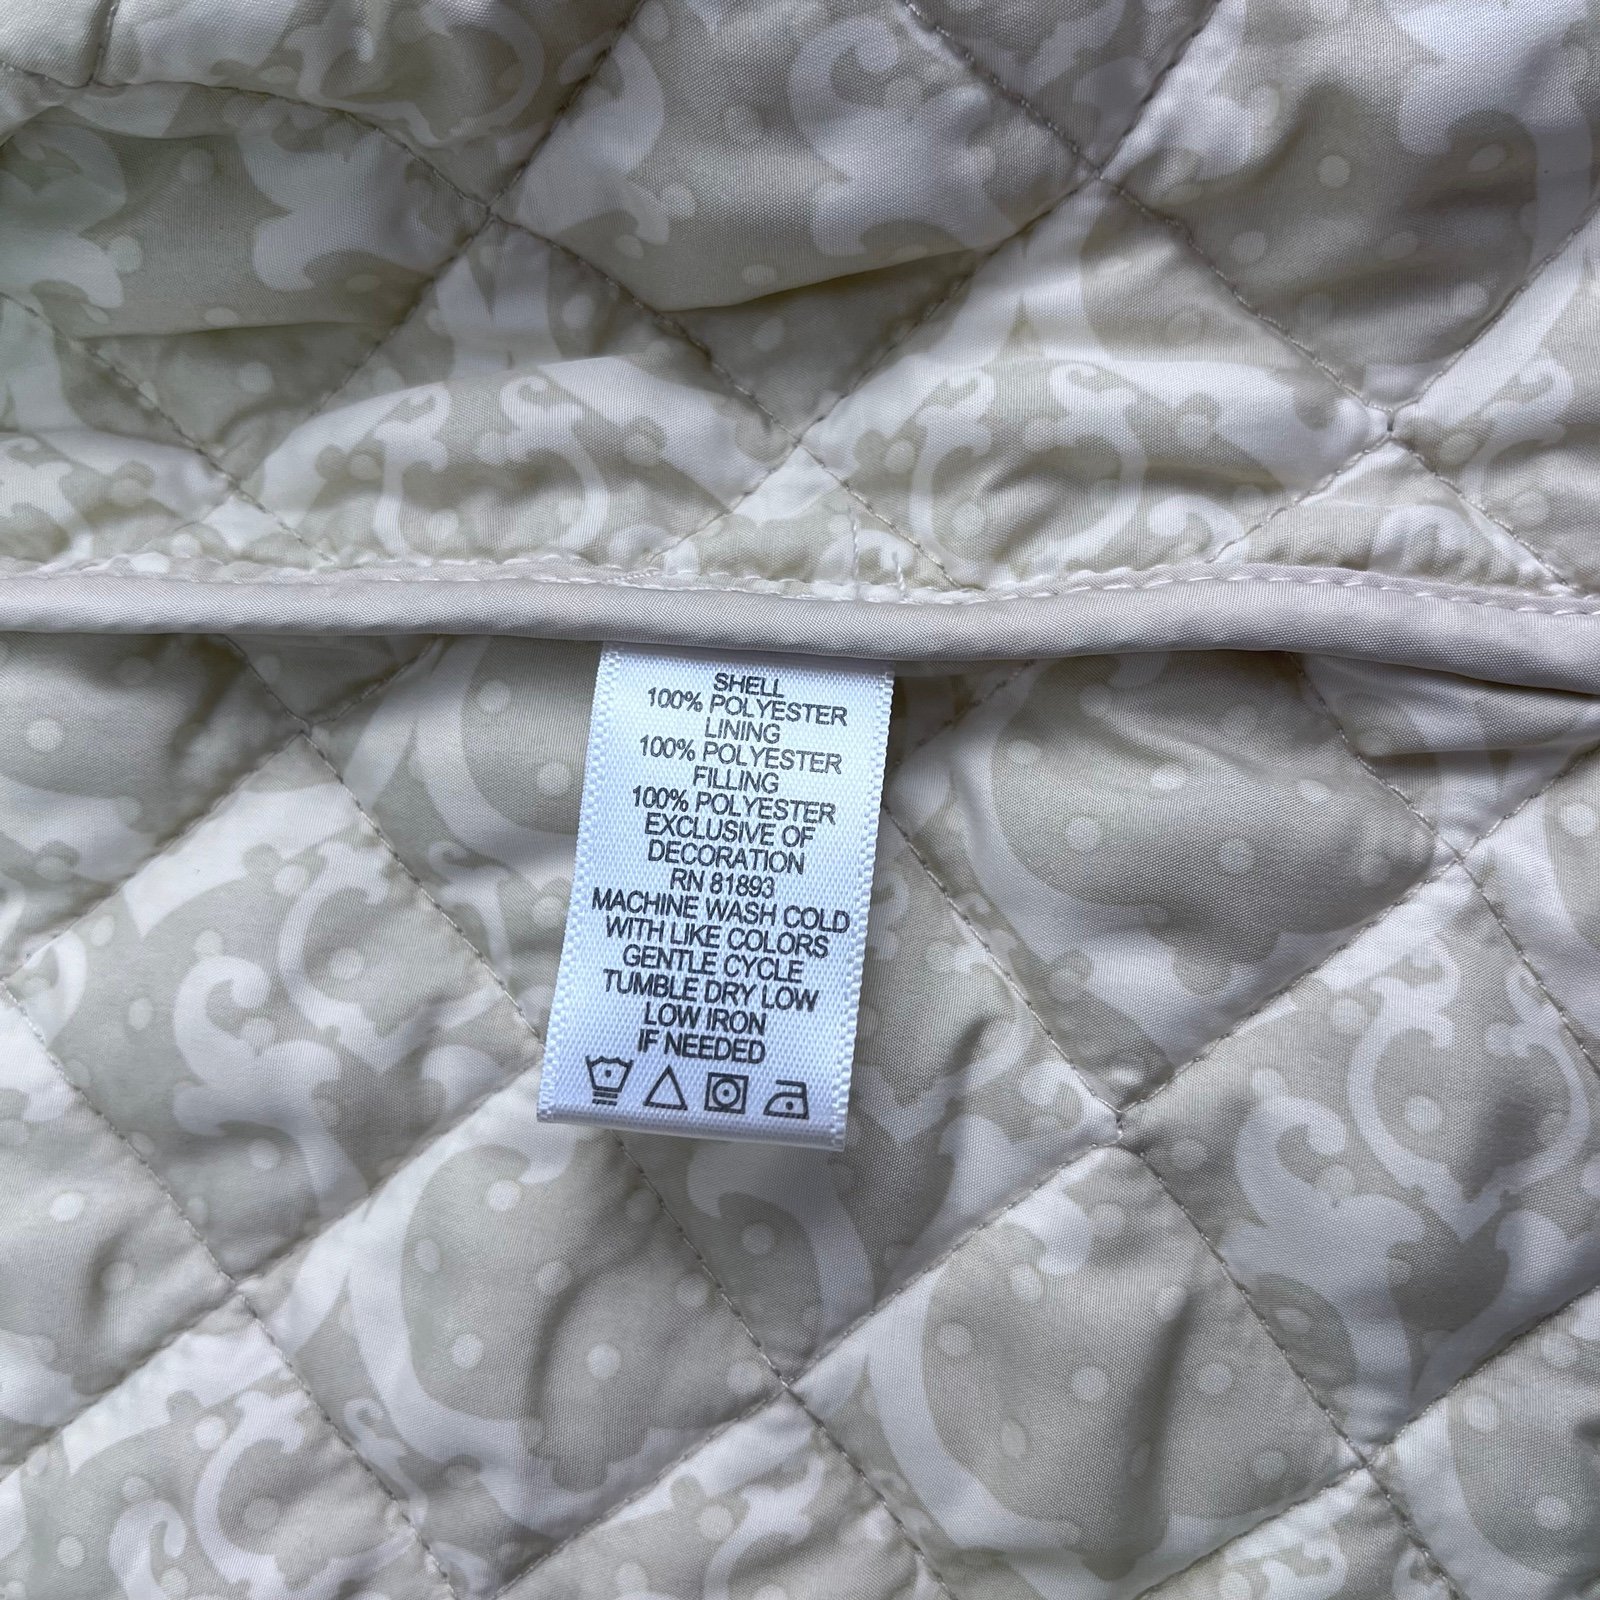 SHELL
100% POLYESTER
LINING
100% POLYESTER
FILLING
100% POLYESTER
EXCLUSIVE OF
DECORATION
RN 81893
MACHINE WASH COLD
WITH LIKE COLORS
GENTLE CYCLE
TUMBLE DRY LOW
LOW IRON
IF NEEDED